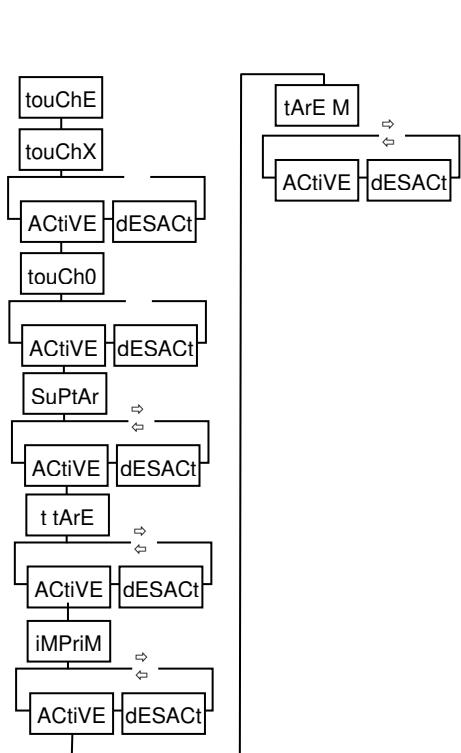 touChE
touChX
ACtiVE dESACt
touCh0
ACtiVE dESACt
SuPtAr
⇨
⇦
ACtiVE dESACt
t tArE
⇨
⇦
ACtiVE dESACt
iMPriM
⇨
⇦
ACtiVE dESACt
tArE M
⇨
⇦
ACtiVE dESACt